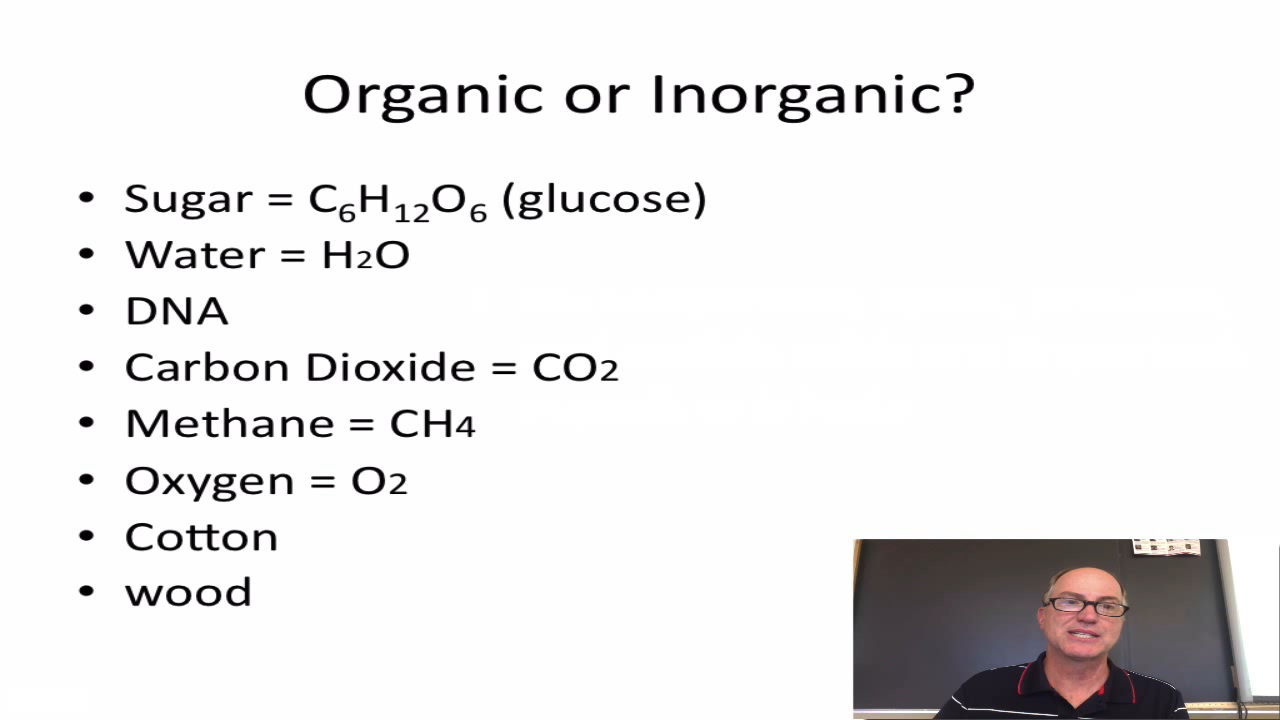 Organic or Inorganic?
• Sugar = C₆H₁₂O₆ (glucose)
• Water = H₂O
• DNA
• Carbon Dioxide = CO₂
• Methane = CH₄
• Oxygen = O₂
• Cotton
• wood